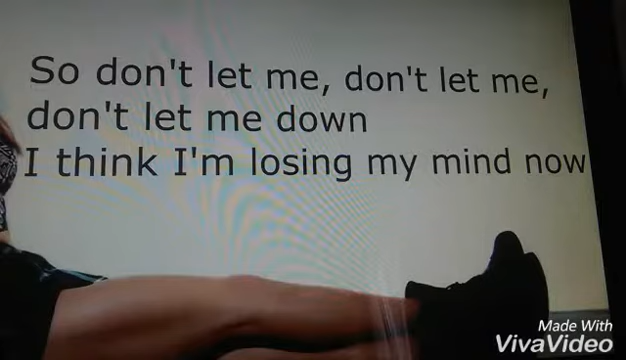 So don't let me, don't let me,
don't let me down
I think I'm losing my mind now
Made With
VivaVideo